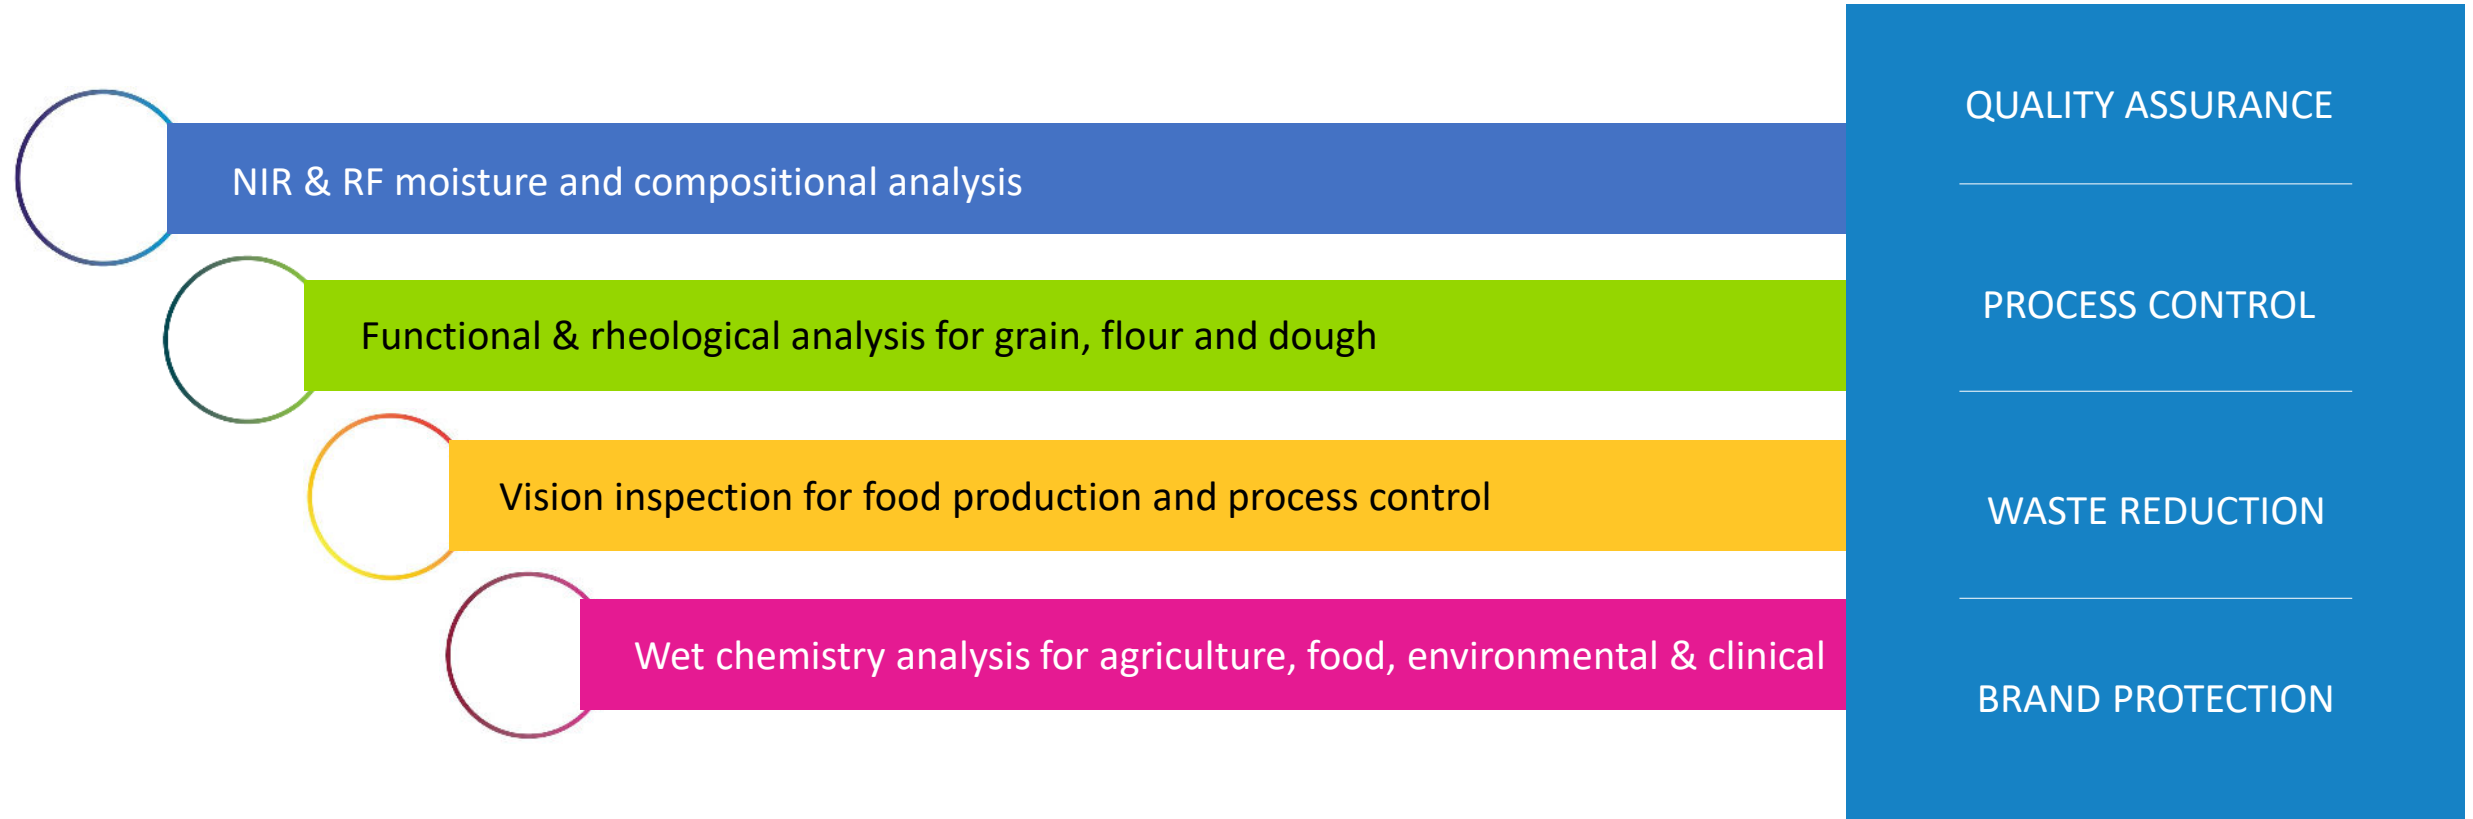 NIR & RF moisture and compositional analysis
Functional & rheological analysis for grain, flour and dough
Vision inspection for food production and process control
Wet chemistry analysis for agriculture, food, environmental & clinical
QUALITY ASSURANCE
PROCESS CONTROL
WASTE REDUCTION
BRAND PROTECTION